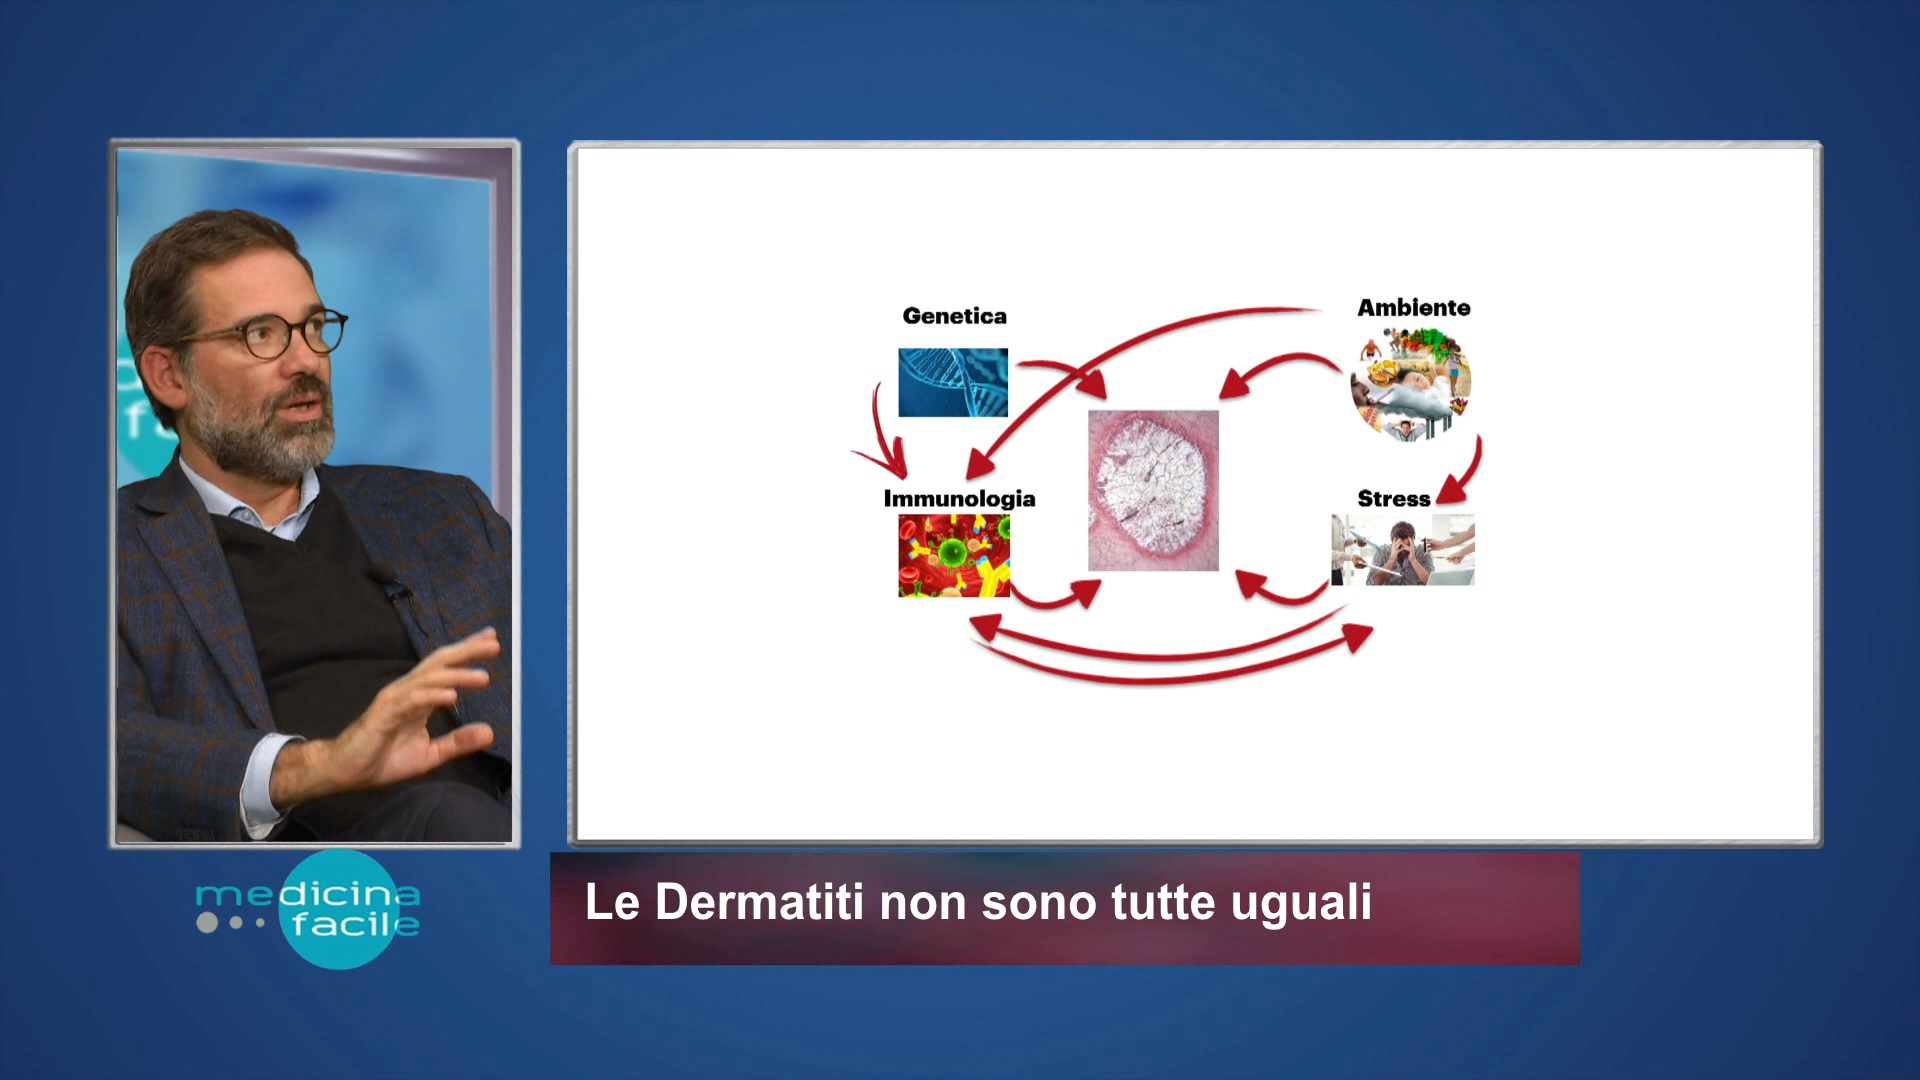 Genetica
Ambiente
Immunologia
Stress
medicina
facile
Le Dermatiti non sono tutte uguali